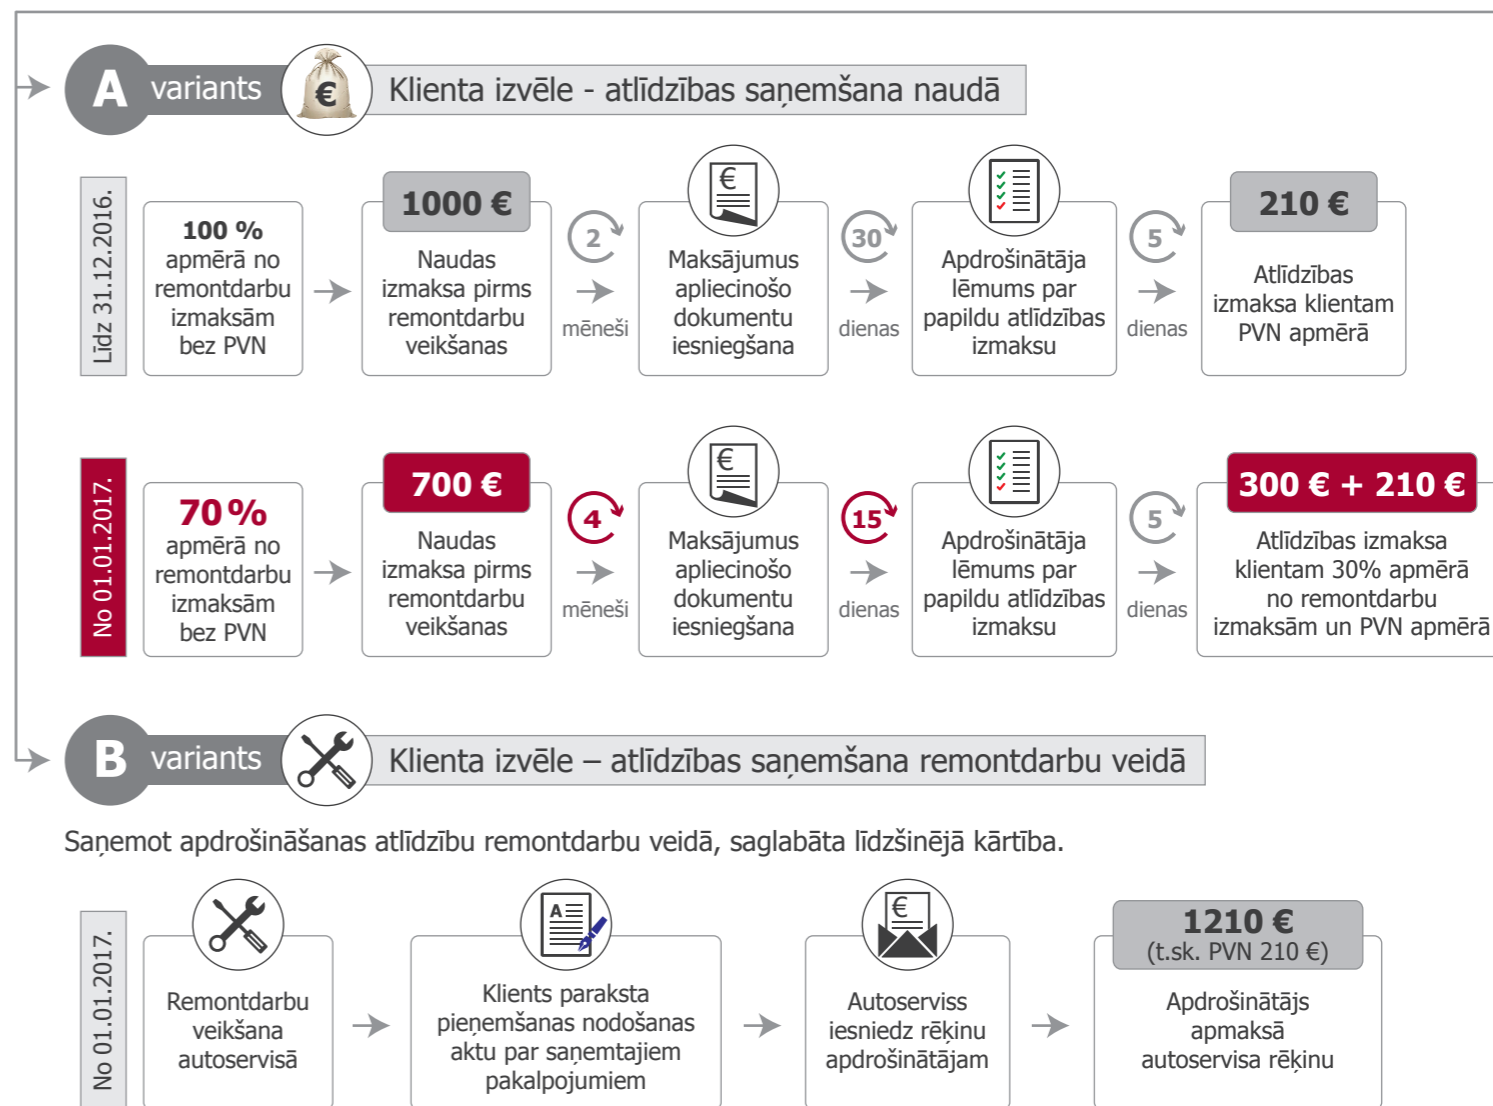 A variants € Klienta izvēle - atlīdzības saņemšana naudā
Līdz 31.12.2016.
100 %
apmērā no
remontdarbu
izmaksām
bez PVN
1000 €
Naudas
izmaksa pirms
remontdarbu
veikšanas
2
mēneši
€
Maksājumus
apliecinošo
dokumentu
iesniegšana
30
dienas
Apdrošinātāja
lēmums par
papildu atlīdzības
izmaksu
5
dienas
210 €
Atlīdzības
izmaksa klientam
PVN apmērā
No 01.01.2017.
70 %
apmērā no
remontdarbu
izmaksām
bez PVN
700 €
Naudas
izmaksa pirms
remontdarbu
veikšanas
4
mēneši
€
Maksājumus
apliecinošo
dokumentu
iesniegšana
15
dienas
Apdrošinātāja
lēmums par
papildu atlīdzības
izmaksu
5
dienas
300 € + 210 €
Atlīdzības izmaksa
klientam 30% apmērā
no remontdarbu
izmaksām un PVN apmērā
B variants Klienta izvēle – atlīdzības saņemšana remontdarbu veidā
Saņemot apdrošināšanas atlīdzību remontdarbu veidā, saglabāta līdzšinējā kārtība.
No 01.01.2017.
Remontdarbu
veikšana
autoservisā
A
Klients paraksta
pieņemšanas nodošanas
aktu par saņemtajiem
pakalpojumiem
€
Autoserviss
iesniedz rēķinu
apdrošinātājam
1210 €
(t.sk. PVN 210 €)
Apdrošinātājs
apmaksā
autoservisa rēķinu